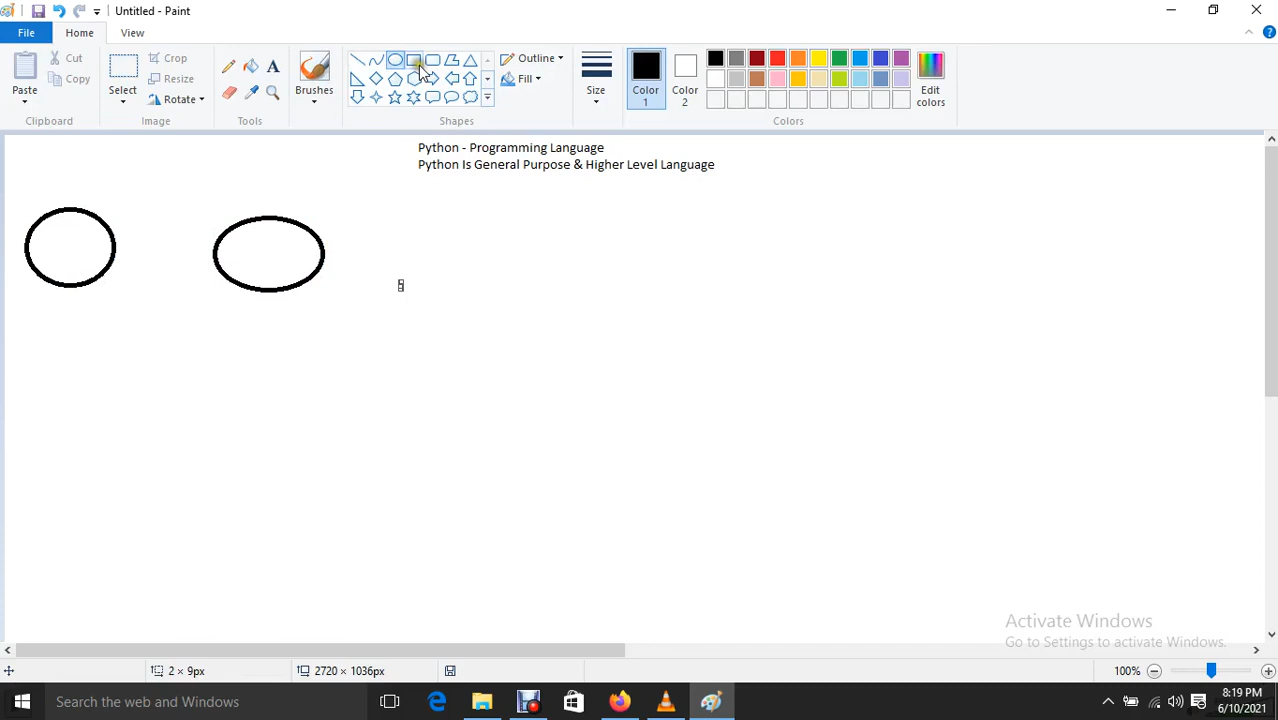 Untitled - Paint
File
Home
View
Paste
Cut
Copy
Clipboard
Select
Crop
Resize
Rotate
Image
A
Tools
Brushes
Outline
Fill
Shapes
Size
Color
1
Color
2
Edit
colors
Colors
Python - Programming Language
Python Is General Purpose & Higher Level Language
Activate Windows
Go to Settings to activate Windows.
2 × 9px
2720 × 1036px
100%
Search the web and Windows
8:19 PM
6/10/2021